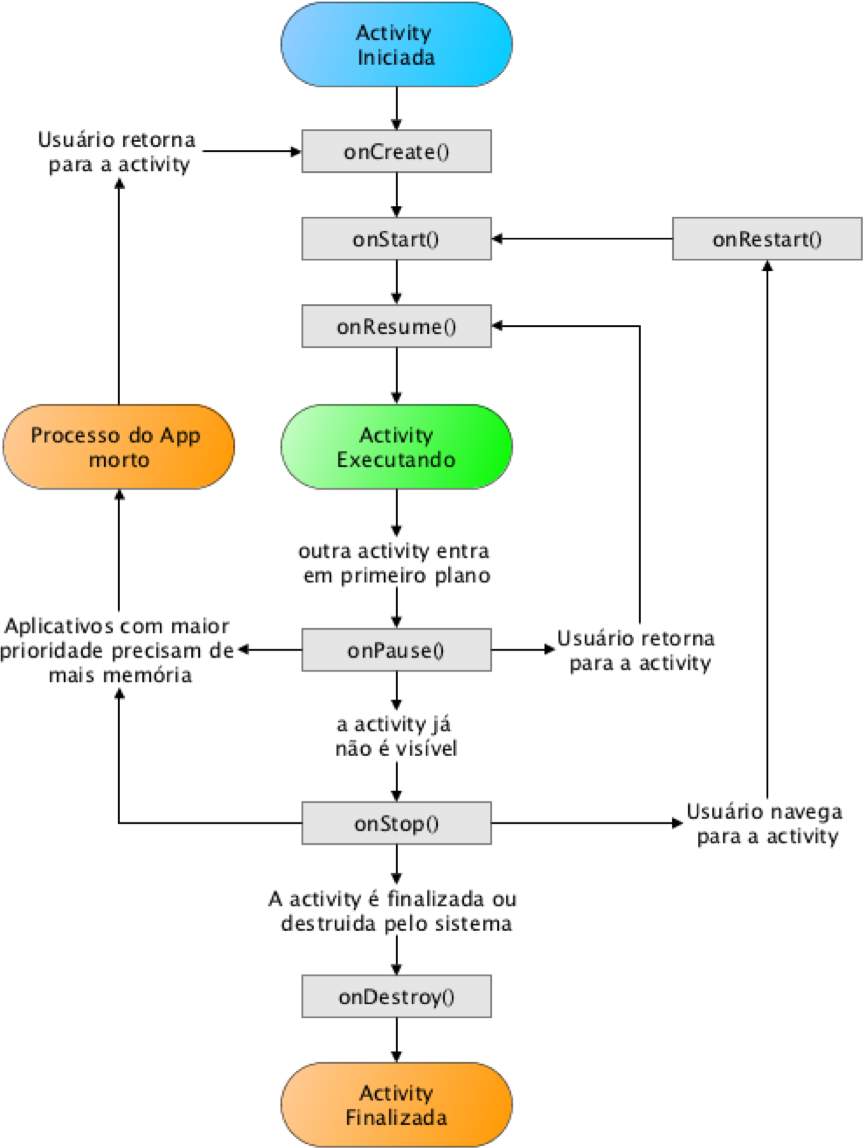 Activity
Iniciada
Usuário retorna
para a activity
onCreate()
onStart()
onRestart()
onResume()
Processo do App
morto
Activity
Executando
outra activity entra
em primeiro plano
Aplicativos com maior
prioridade precisam de
mais memória
onPause()
Usuário retorna
para a activity
a activity já
não é visível
onStop()
Usuário navega
para a activity
A activity é finalizada ou
destruida pelo sistema
onDestroy()
Activity
Finalizada